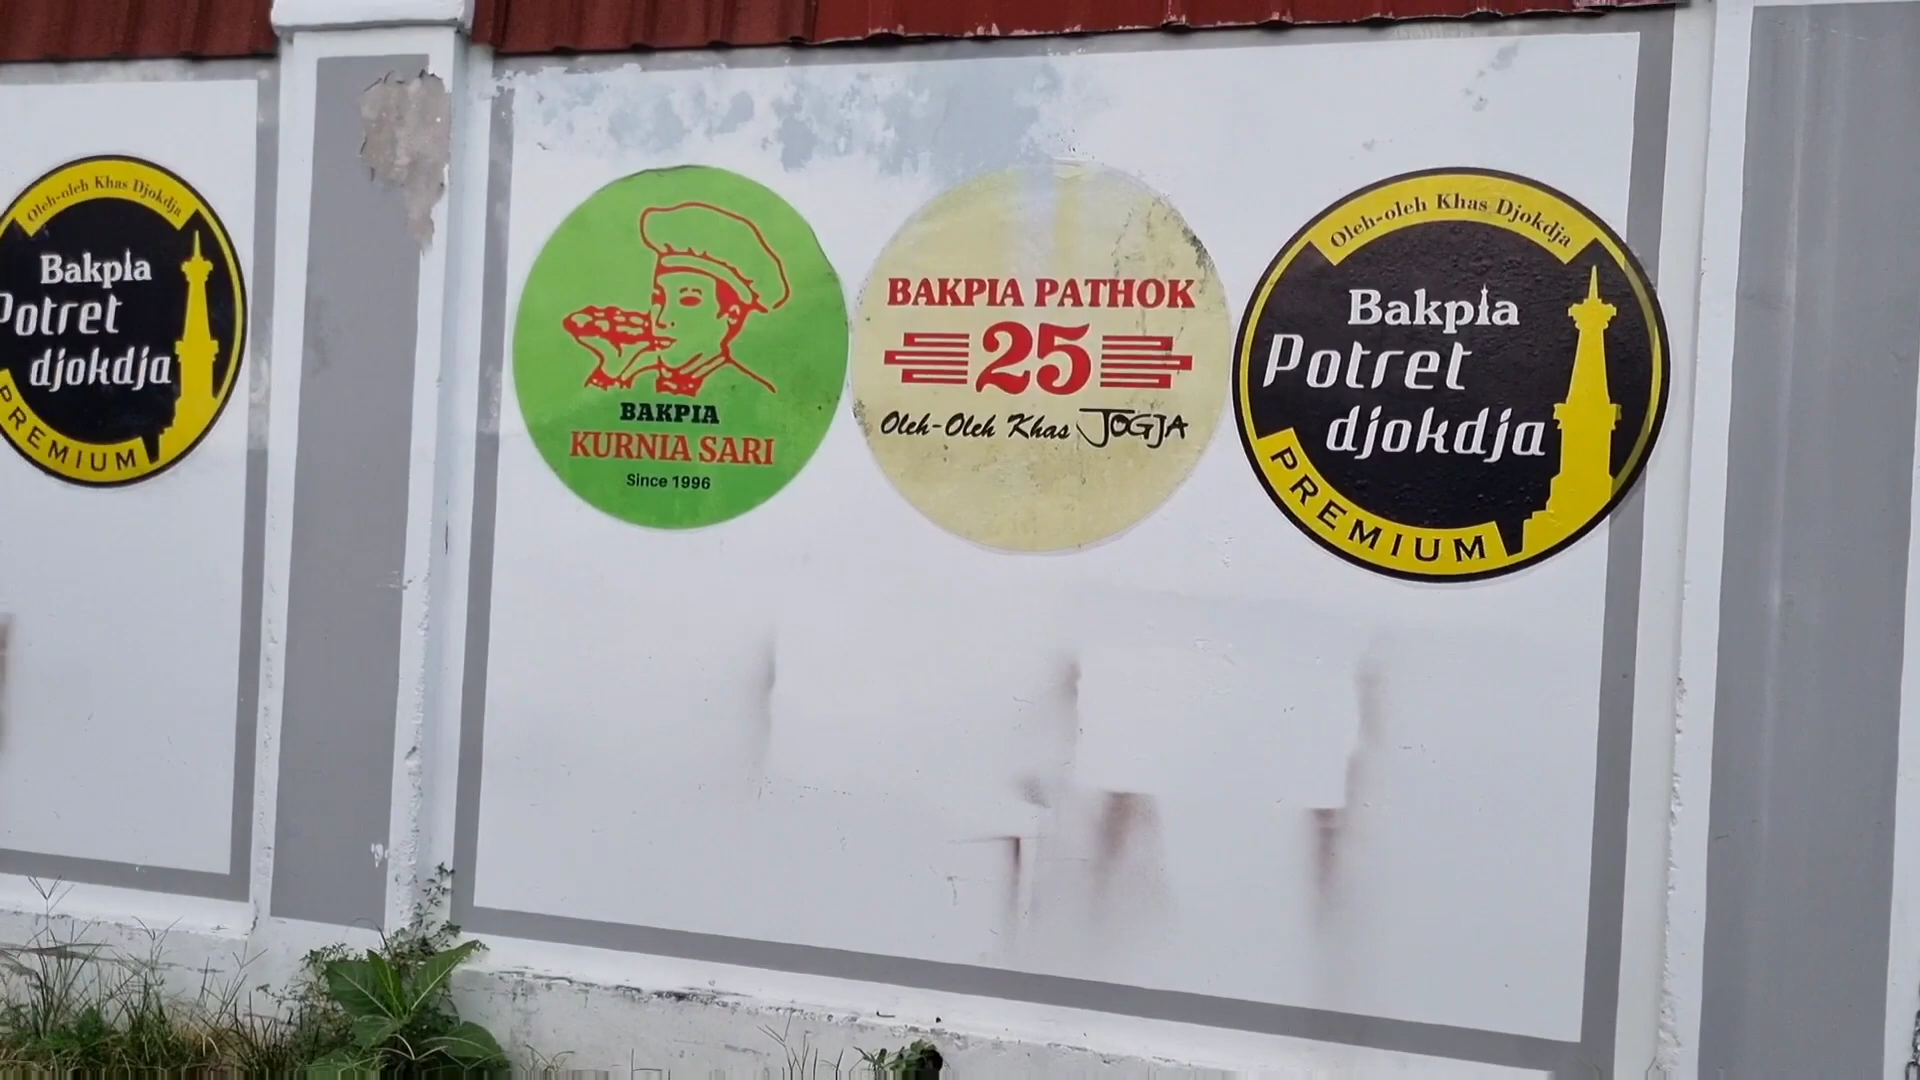 Oleh-oleh Khas Djokdja
Bakpia
Potret
djokdja
PREMIUM
BAKPIA
KURNIA SARI
Since 1996
BAKPIA PATHOK
25
Oleh-Oleh Khas JOGJA
Oleh-oleh Khas Djokdja
Bakpia
Potret
djokdja
PREMIUM